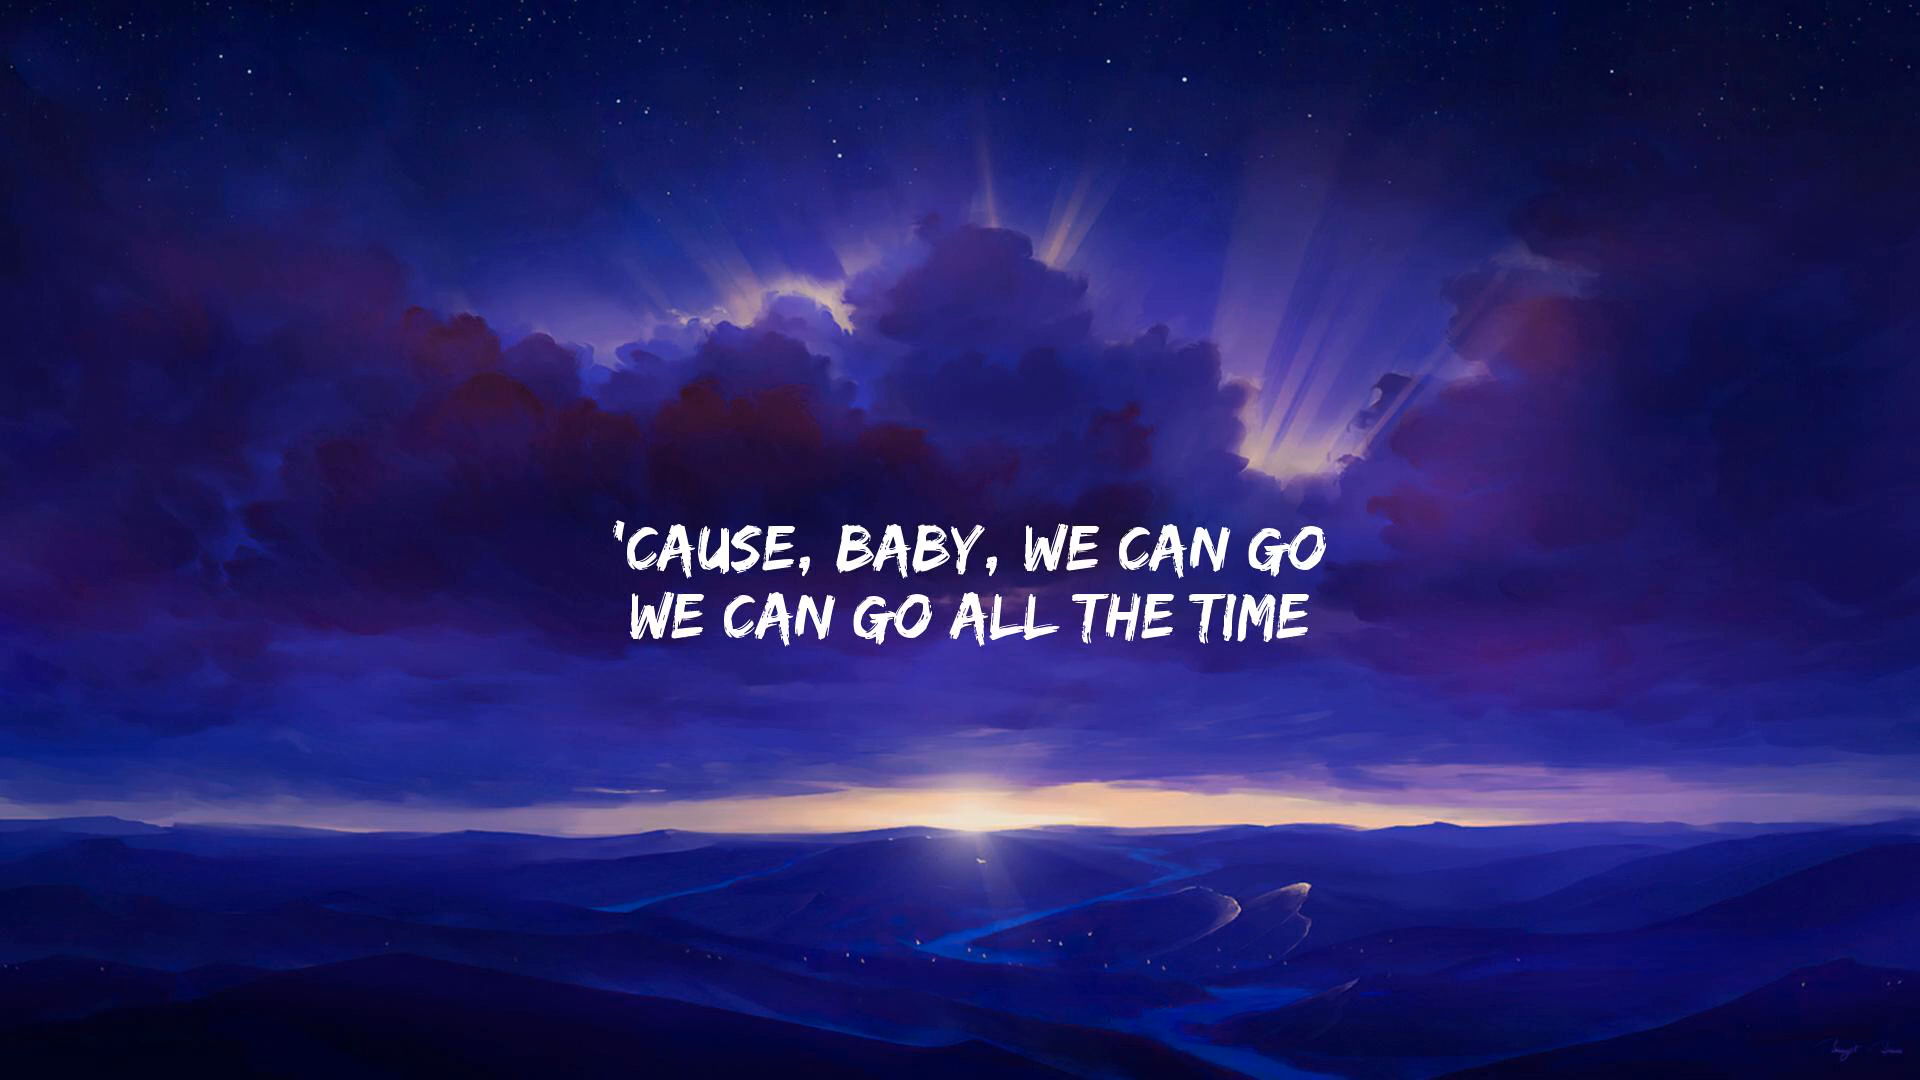 'CAUSE, BABY, WE CAN GO
WE CAN GO ALL THE TIME